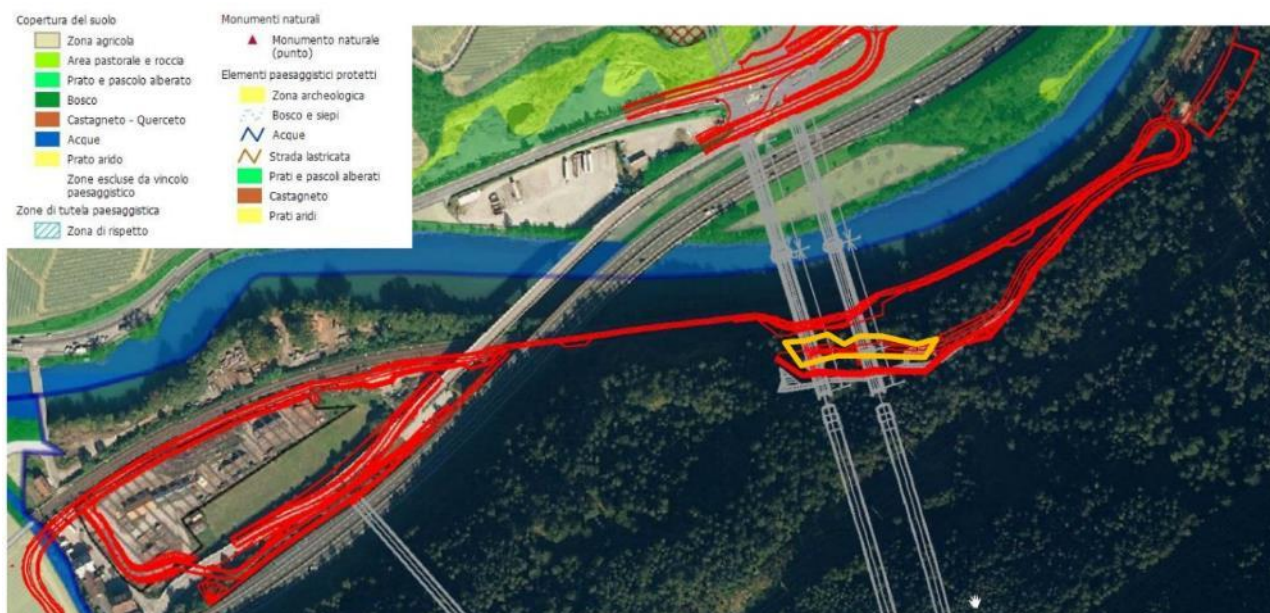 Copertura del suolo
Zona agricola
Area pastorale e roccia
Prato e pascolo alberato
Bosco
Castagneto - Querceto
Acque
Prato arido
Zone escluse da vincolo
paesaggistico
Zone di tutela paesaggistica
Zona di rispetto
Monumenti naturali
Monumento naturale
(punto)
Elementi paesaggistici protetti
Zona archeologica
Bosco e siepi
Acque
Strada lastricata
Prati e pascoli alberati
Castagneto
Prati aridi